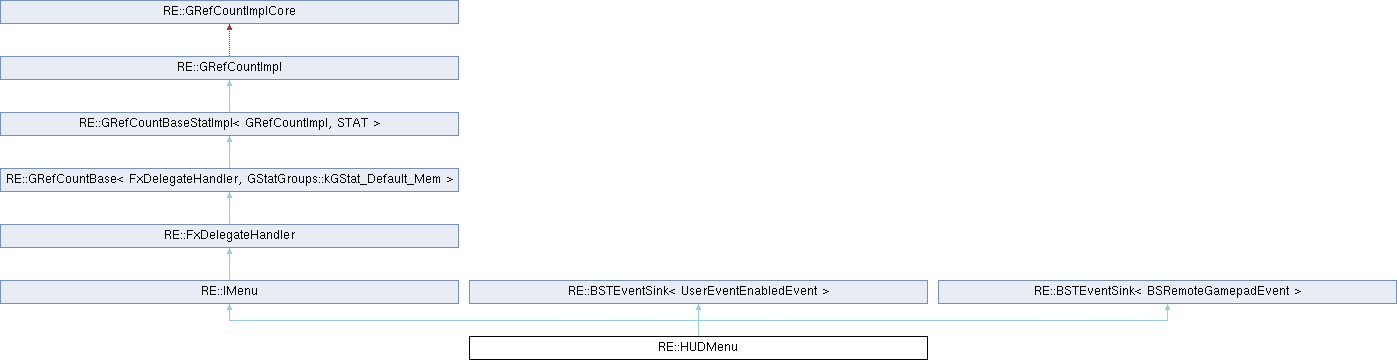 RE::GRefCountImplCore
RE::GRefCountImpl
RE::GRefCountBaseStatImpl< GRefCountImpl, STAT >
RE::GRefCountBase< FxDelegateHandler, GStatGroups::kGStat_Default_Mem >
RE::FxDelegateHandler
RE::IMenu
RE::BSTEventSink< UserEventEnabledEvent >
RE::BSTEventSink< BSRemoteGamepadEvent >
RE::HUDMenu